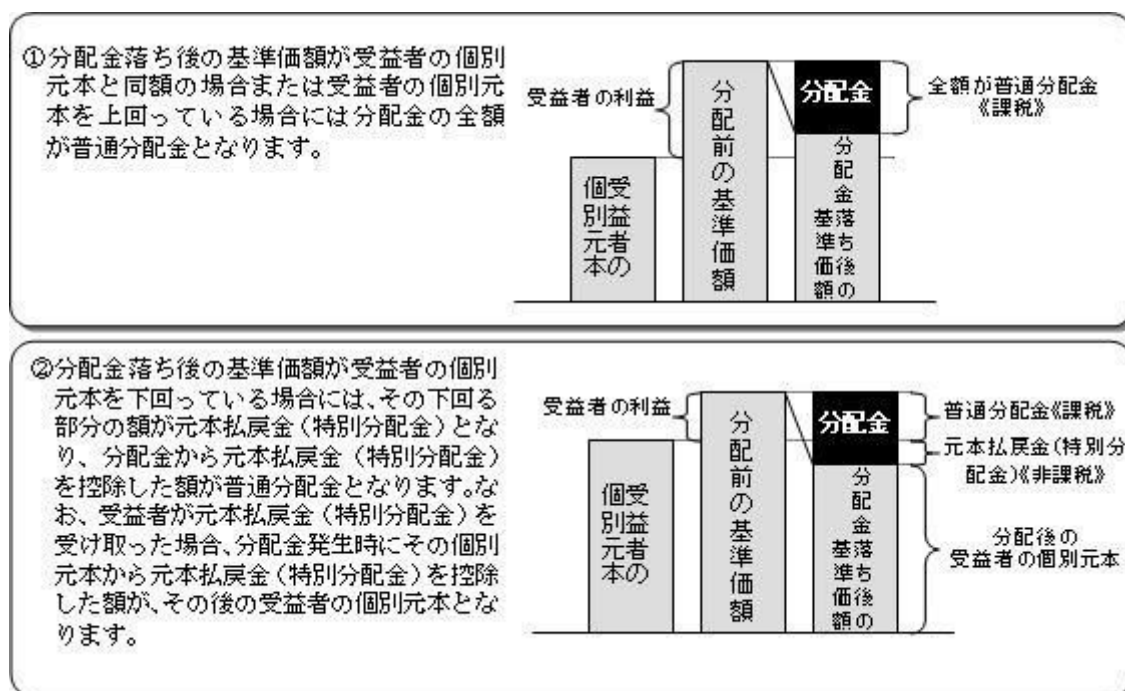 ①分配金落ち後の基準価額が受益者の個別
元本と同額の場合または受益者の個別元
本を上回っている場合には分配金の全額
が普通分配金となります。
受益者の利益
受益者の
個別元本
分配前の基準価額
分配金
分配金落ち後の
基準価額
全額が普通分配金
《課税》
②分配金落ち後の基準価額が受益者の個別
元本を下回っている場合には、その下回る
部分の額が元本払戻金(特別分配金)とな
り、分配金から元本払戻金(特別分配金)
を控除した額が普通分配金となります。な
お、受益者が元本払戻金(特別分配金)を
受け取った場合、分配金発生時にその個別
元本から元本払戻金(特別分配金)を控除
した額が、その後の受益者の個別元本とな
ります。
受益者の利益
受益者の
個別元本
分配前の基準価額
分配金
分配金落ち後の
基準価額
普通分配金《課税》
元本払戻金(特別分
配金)《非課税》
分配後の
受益者の個別元本